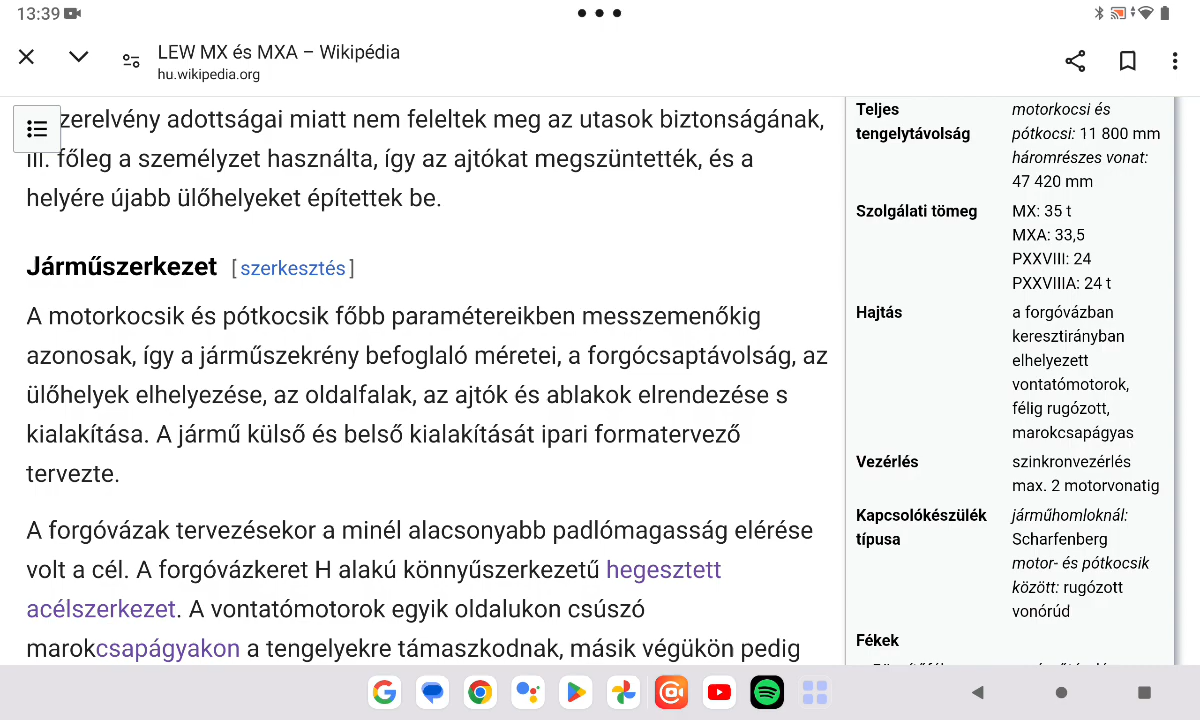 13:39
LEW MX és MXA – Wikipédia
hu.wikipedia.org
zerelvény adottságai miatt nem feleltek meg az utasok biztonságának,
III. főleg a személyzet használta, így az ajtókat megszüntették, és a
helyére újabb ülőhelyeket építettek be.
Járműszerkezet [szerkesztés]
A motorkocsik és pótkocsik főbb paramétereikben messzemenőkig
azonosak, így a járműszekrény befoglaló méretei, a forgócsaptávolság, az
ülőhelyek elhelyezése, az oldalfalak, az ajtók és ablakok elrendezése s
kialakítása. A jármű külső és belső kialakítását ipari formatervező
tervezte.
A forgóvázak tervezésekor a minél alacsonyabb padlómagasság elérése
volt a cél. A forgóvázkeret H alakú könnyűszerkezetű hegesztett
acélszerkezet. A vontatómotorok egyik oldalukon csúszó
marokcsapágyakon a tengelyekre támaszkodnak, másik végükön pedig
Teljes motorkocsi és
tengelytávolság pótkocsi: 11 800 mm
háromrészes vonat:
47 420 mm
Szolgálati tömeg MX: 35 t
MXA: 33,5
PXXVIII: 24
PXXVIIIA: 24 t
Hajtás a forgóvázban
keresztirányban
elhelyezett
vontatómotorok,
félig rugózott,
marokcsapágyas
Vezérlés szinkronvezérlés
max. 2 motorvonatig
Kapcsolókészülék járműhomloknál:
típusa Scharfenberg
motor- és pótkocsik
között: rugózott
vonórúd
Fékek